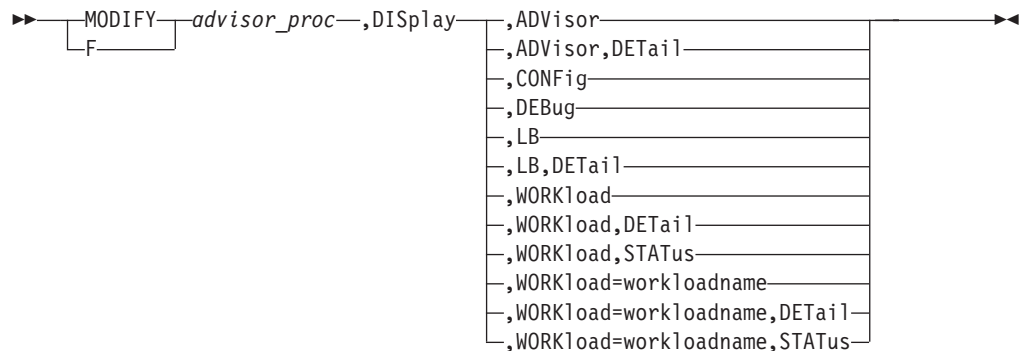 MODIFY advisor_proc ,DISplay ,ADVisor
F ,ADVisor,DETail
,CONFig
,DEBug
,LB
,LB,DETail
,WORKload
,WORKload,DETail
,WORKload,STATus
,WORKload=workloadname
,WORKload=workloadname,DETail
,WORKload=workloadname,STATus